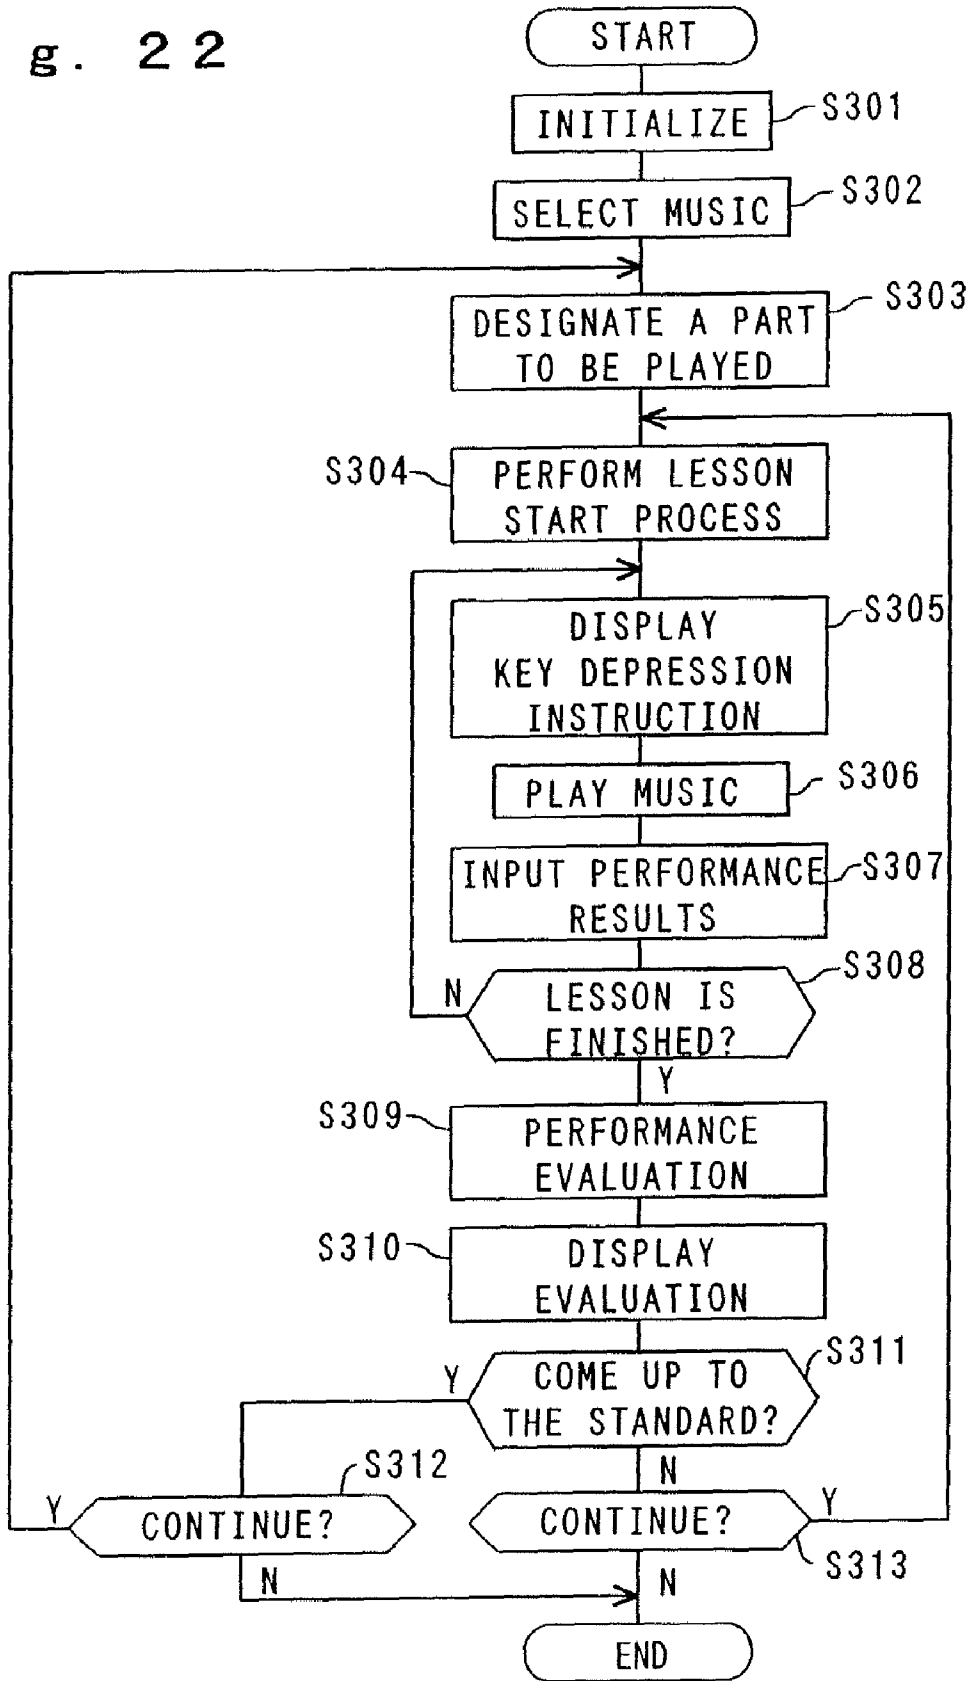 g. 22
START
INITIALIZE
S301
SELECT MUSIC
S302
DESIGNATE A PART
TO BE PLAYED
S303
S304
PERFORM LESSON
START PROCESS
DISPLAY
KEY DEPRESSION
INSTRUCTION
S305
PLAY MUSIC
S306
INPUT PERFORMANCE
RESULTS
S307
LESSON IS
FINISHED?
S308
N
Y
S309
PERFORMANCE
EVALUATION
S310
DISPLAY
EVALUATION
COME UP TO
THE STANDARD?
S311
Y
N
S312
Y
CONTINUE?
N
CONTINUE?
Y
S313
N
END